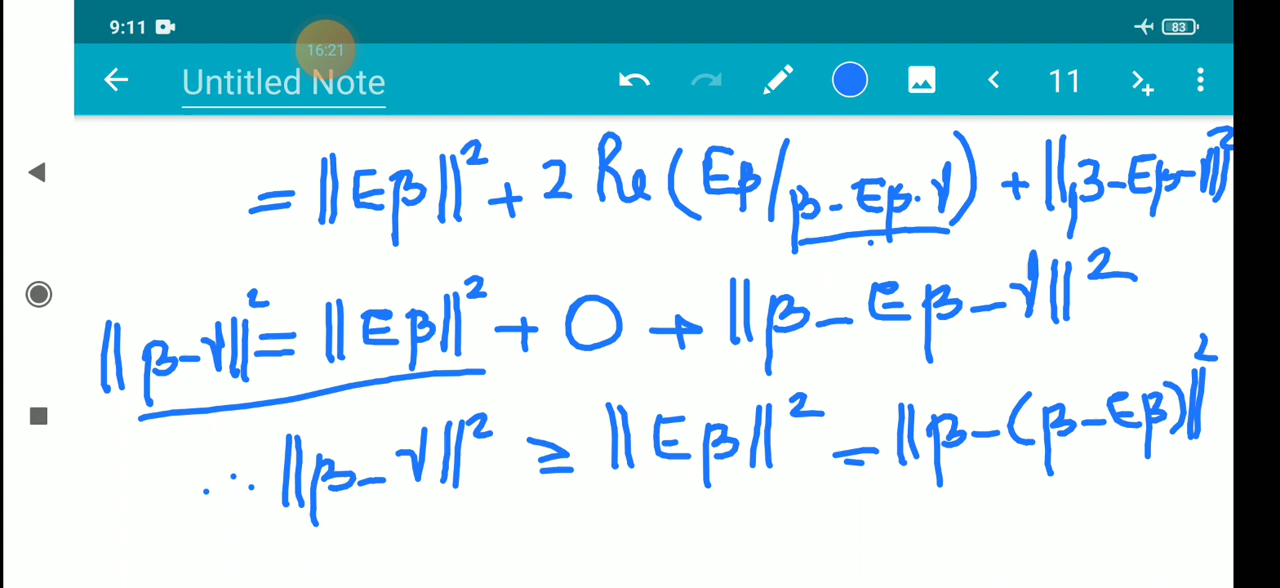 9:11 83
16:21
Untitled Note 11
= ||Eβ||² + 2 Re(Eβ/β-Eβ-γ) + ||β-Eβ-γ||²
||β-γ||² = ||Eβ||² + 0 + ||β-Eβ-γ||²
∴ ||β-γ||² ≥ ||Eβ||² = ||β-(β-Eβ)||²